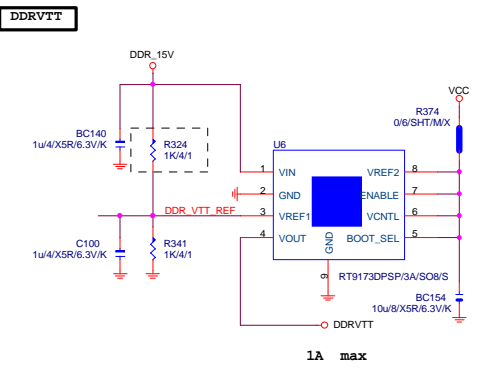 DDRVTT
DDR_15V
VCC
R374
0/6/SHT/M/X
BC140
1u/4/X5R/6.3V/K
R324
1K/4/1
U6
1 VIN VREF2 8
2 GND ENABLE 7
DDR_VTT_REF 3 VREF1 VCNTL 6
4 VOUT BOOT_SEL 5
GND
9
C100
1u/4/X5R/6.3V/K
R341
1K/4/1
RT9173DPSP/3A/SO8/S
BC154
10u/8/X5R/6.3V/K
DDRVTT
1A max